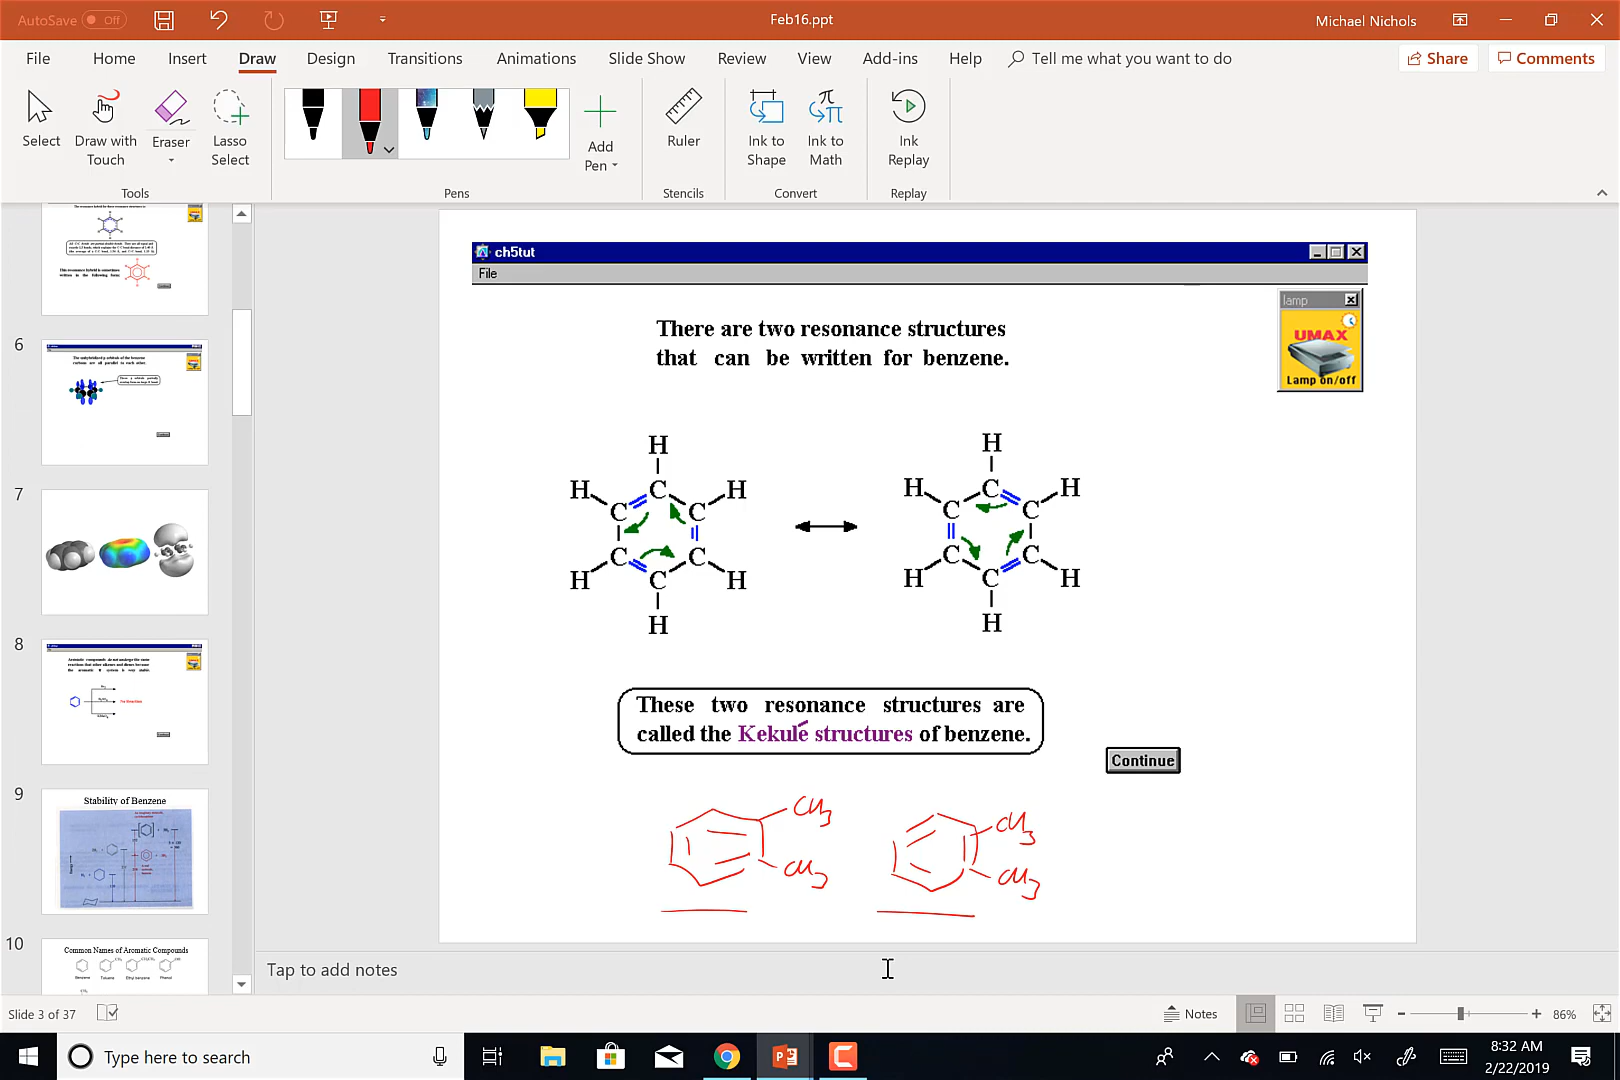 AutoSave Off
Feb16.ppt
Michael Nichols
File Home Insert Draw Design Transitions Animations Slide Show Review View Add-ins Help Tell me what you want to do Share Comments
Select
Draw with Touch
Eraser
Lasso Select
Add Pen
Ruler
Ink to Shape
Ink to Math
Ink Replay
Tools Pens Stencils Convert Replay
6
7
8
9
Stability of Benzene
10
Common Names of Aromatic Compounds
ch5tut
File
lamp
UMAX
Lamp on/off
There are two resonance structures
that can be written for benzene.
H H
H H H H
C C
C C C C
C C C C
C C
H H H H
H H
These two resonance structures are
called the Kekulé structures of benzene.
Continue
CH3 CH3
CH3 CH3
Tap to add notes
Slide 3 of 37
Notes
86%
Type here to search
8:32 AM
2/22/2019